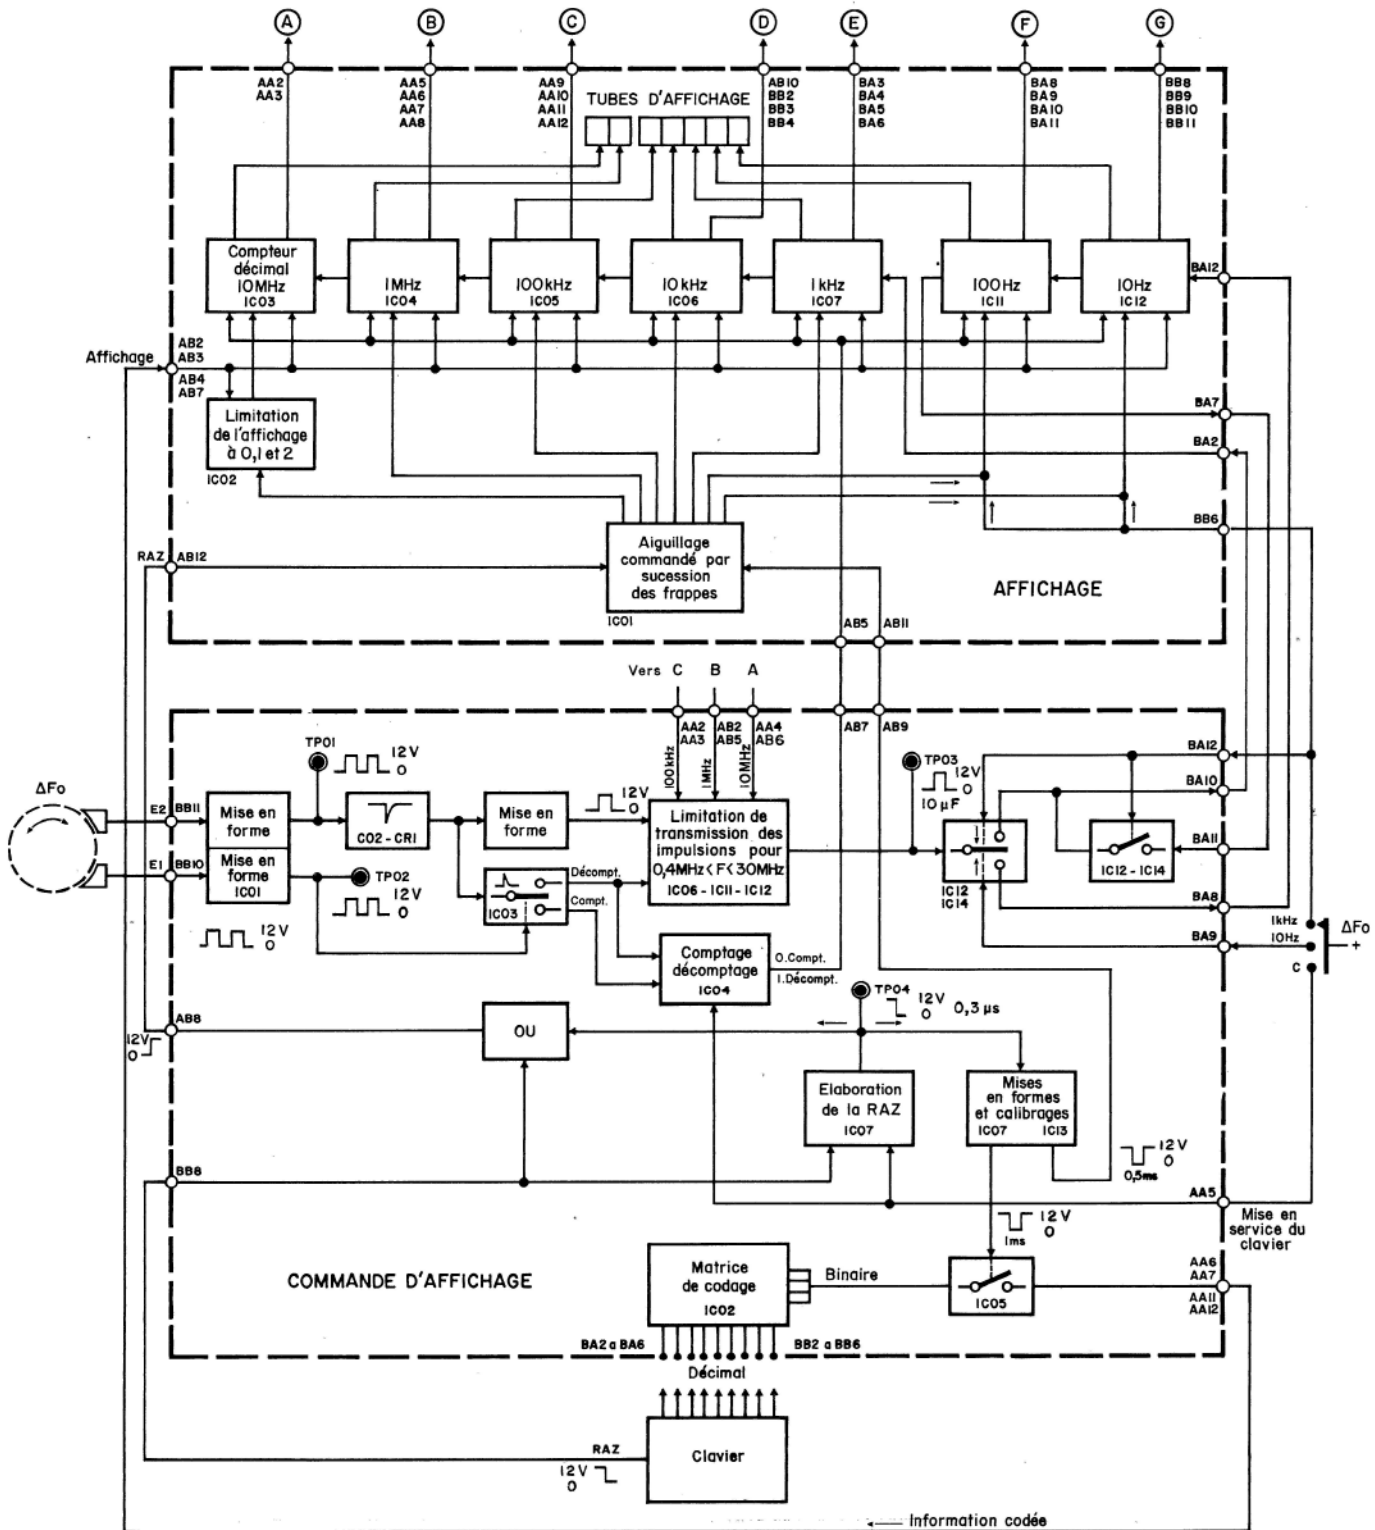 A
B
C
D
E
F
G
AA2
AA3
AA5
AA6
AA7
AA8
AA9
AA10
AA11
AA12
AB10
BB2
BB3
BB4
BA3
BA4
BA5
BA6
BA8
BA9
BA10
BA11
BB8
BB9
BB10
BB11
TUBES D'AFFICHAGE
Compteur
décimal
10MHz
IC03
1MHz
IC04
100kHz
IC05
10kHz
IC06
1kHz
IC07
100Hz
IC11
10Hz
IC12
BA12
Affichage
AB2
AB3
AB4
AB7
Limitation
de l'affichage
à 0,1 et 2
IC02
BA7
BA2
BB6
RAZ
AB12
Aiguillage
commandé par
sucession
des frappes
IC01
AFFICHAGE
AB5
AB11
Vers C B A
AA2
AA3
AB2
AB5
AA4
AB6
AB7
AB9
100kHz
1MHz
10MHz
ΔFo
E2
BB11
E1
BB10
Mise en
forme
Mise en
forme
IC01
TP01
12V
0
CO2-CR1
TP02
12V
0
12V
0
Mise en
forme
12V
0
IC03
Décompt.
Compt.
Limitation de
transmission des
impulsions pour
0,4MHz<F<30MHz
IC06-IC11-IC12
TP03
12V
0
10µF
IC12
IC14
IC12-IC14
BA12
BA10
BA11
BA8
BA9
1kHz
10Hz
C
ΔFo
+
Comptage
décomptage
IC04
0.Compt.
1.Décompt.
TP04
12V
0
0,3 µs
AB8
12V
0
OU
Elaboration
de la RAZ
IC07
Mises
en formes
et calibrages
IC07
IC13
12V
0
0,5ms
BB8
AA5
Mise en
service du
clavier
12V
0
1ms
COMMANDE D'AFFICHAGE
Matrice
de codage
IC02
Binaire
IC05
AA6
AA7
AA11
AA12
BA2 a BA6
BB2 a BB6
Décimal
Clavier
RAZ
12V
0
Information codée